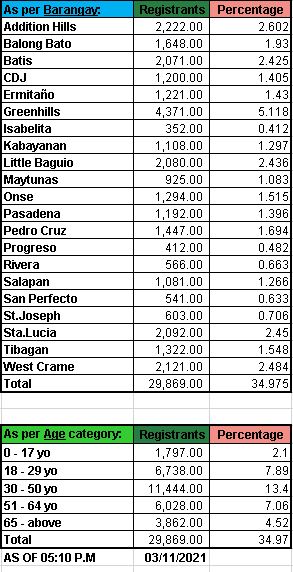 As per Barangay: Registrants Percentage
Addition Hills 2,222.00 2.602
Balong Bato 1,648.00 1.93
Batis 2,071.00 2.425
CDJ 1,200.00 1.405
Ermitaño 1,221.00 1.43
Greenhills 4,371.00 5.118
Isabelita 352.00 0.412
Kabayanan 1,108.00 1.297
Little Baguio 2,080.00 2.436
Maytunas 925.00 1.083
Onse 1,294.00 1.515
Pasadena 1,192.00 1.396
Pedro Cruz 1,447.00 1.694
Progreso 412.00 0.482
Rivera 566.00 0.663
Salapan 1,081.00 1.266
San Perfecto 541.00 0.633
St.Joseph 603.00 0.706
Sta.Lucia 2,092.00 2.45
Tibagan 1,322.00 1.548
West Crame 2,121.00 2.484
Total 29,869.00 34.975
As per Age category: Registrants Percentage
0 - 17 yo 1,797.00 2.1
18 - 29 yo 6,738.00 7.89
30 - 50 yo 11,444.00 13.4
51 - 64 yo 6,028.00 7.06
65 - above 3,862.00 4.52
Total 29,869.00 34.97
AS OF 05:10 P.M 03/11/2021